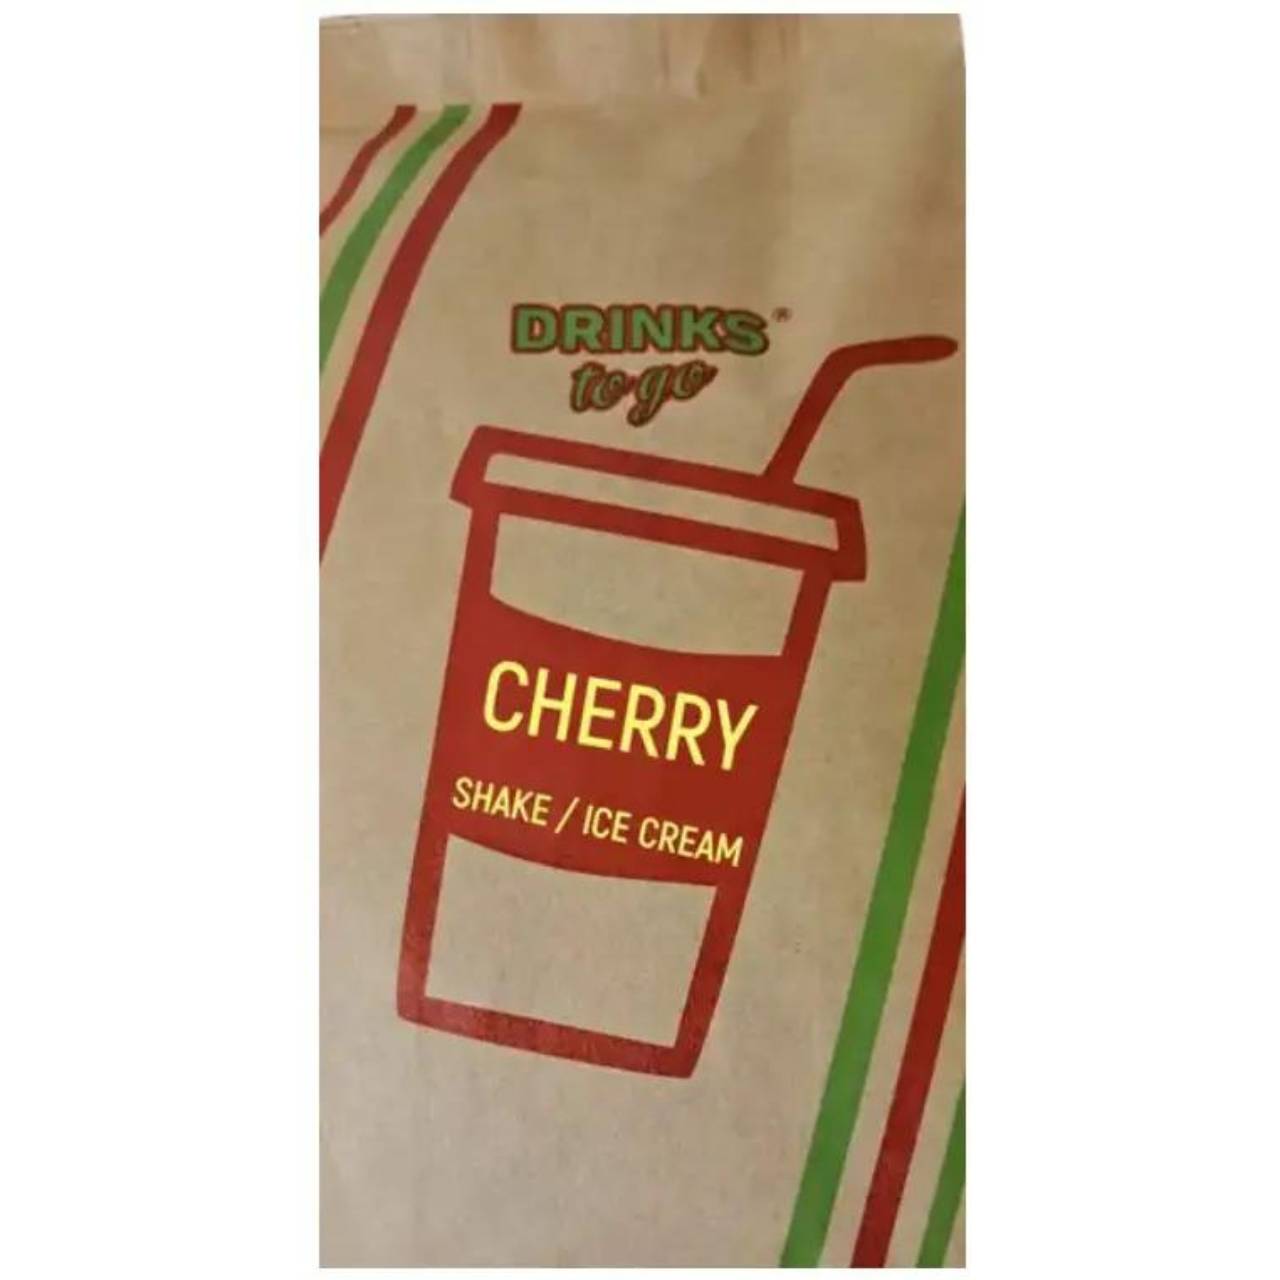 DRINKS®
to go
CHERRY
SHAKE / ICE CREAM